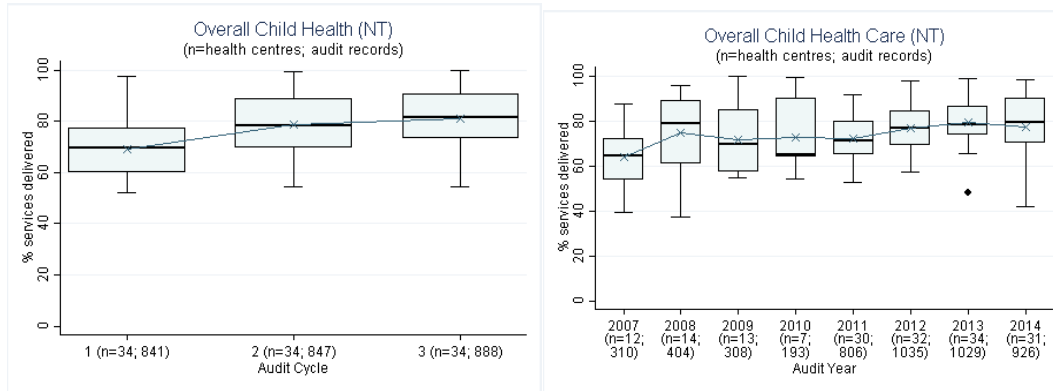 Overall Child Health (NT)
(n=health centres; audit records)
% services delivered
100
80
60
40
20
0
1 (n=34; 841)
2 (n=34; 847)
3 (n=34; 888)
Audit Cycle
Overall Child Health Care (NT)
(n=health centres; audit records)
% services delivered
100
80
60
40
20
0
2007
(n=12;
310)
2008
(n=14;
404)
2009
(n=13;
308)
2010
(n=7;
193)
2011
(n=30;
806)
2012
(n=32;
1035)
2013
(n=34;
1029)
2014
(n=31;
926)
Audit Year